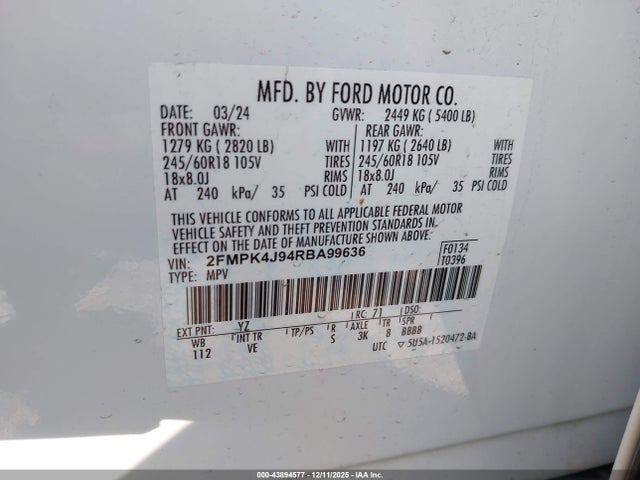 MFD. BY FORD MOTOR CO.
DATE: 03/24 GVWR: 2449 KG ( 5400 LB)
FRONT GAWR: REAR GAWR:
1279 KG ( 2820 LB) WITH 1197 KG ( 2640 LB) WITH
245/60R18 105V TIRES 245/60R18 105V TIRES
18x8.0J RIMS 18x8.0J RIMS
AT 240 kPa/ 35 PSI COLD AT 240 kPa/ 35 PSI COLD
THIS VEHICLE CONFORMS TO ALL APPLICABLE FEDERAL MOTOR
VEHICLE SAFETY AND THEFT PREVENTION STANDARDS IN
EFFECT ON THE DATE OF MANUFACTURE SHOWN ABOVE.
VIN: 2FMPK4J94RBA99636 F0134
TYPE: MPV T0396
RC: 71 DSO:
EXT PNT: YZ
WB INT TR TP/PS R AXLE TR SPR
112 VE S 3K 8 BBBB
UTC ▽ 5U5A-1520472-BA
00-43894577 - 12/11/2025 - IAA Inc.